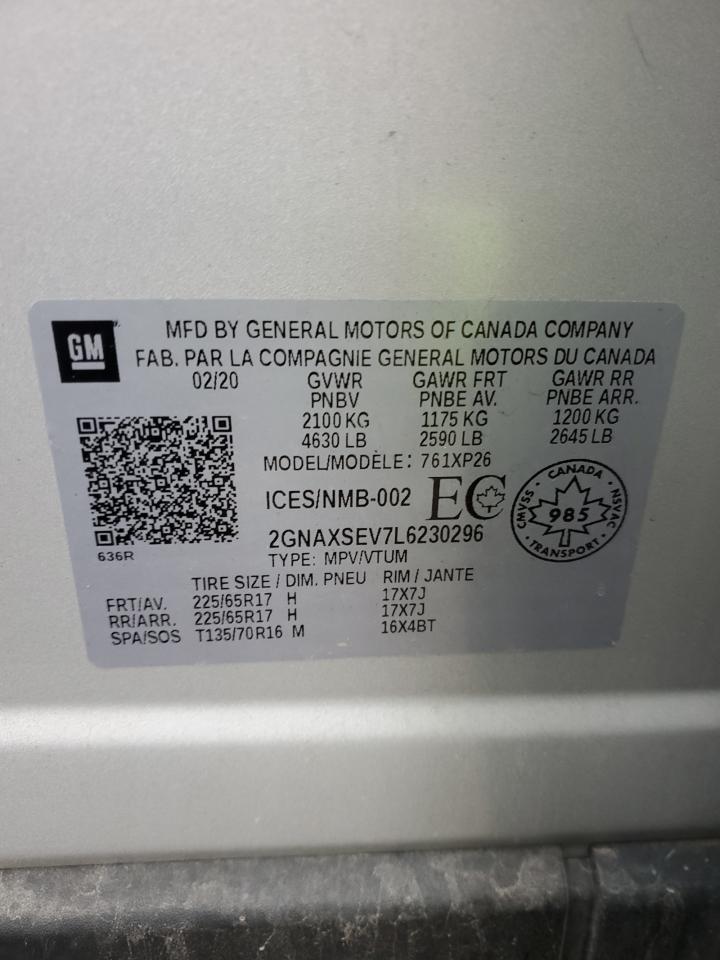 GM
MFD BY GENERAL MOTORS OF CANADA COMPANY
FAB. PAR LA COMPAGNIE GENERAL MOTORS DU CANADA
02/20 GVWR GAWR FRT GAWR RR
PNBV PNBE AV. PNBE ARR.
2100 KG 1175 KG 1200 KG
4630 LB 2590 LB 2645 LB
MODEL/MODÈLE: 761XP26
ICES/NMB-002 EC
CANADA
CMVSS 985 NSVAC
TRANSPORT
2GNAXSEV7L6230296
636R
TYPE: MPV/VTUM
TIRE SIZE / DIM. PNEU RIM / JANTE
FRT/AV. 225/65R17 H 17X7J
RR/ARR. 225/65R17 H 17X7J
SPA/SOS T135/70R16 M 16X4BT